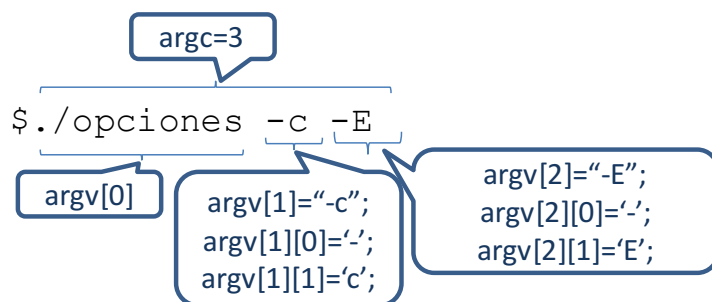 argc=3
$./opciones -c -E
argv[0]
argv[1]=“-c”;
argv[1][0]=‘-’;
argv[1][1]=‘c’;
argv[2]=“-E”;
argv[2][0]=‘-’;
argv[2][1]=‘E’;